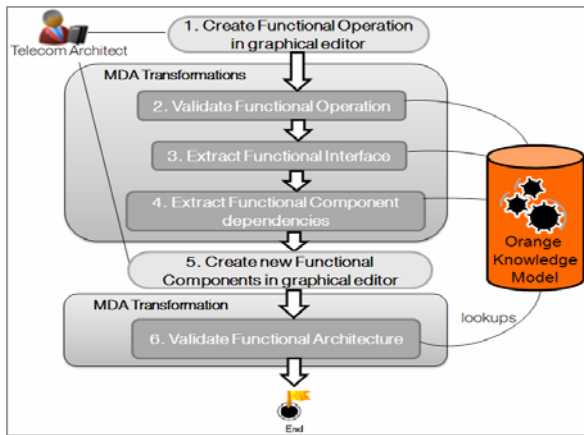 1. Create Functional Operation
in graphical editor
Telecom Architect
MDA Transformations
2. Validate Functional Operation
3. Extract Functional Interface
4. Extract Functional Component
dependencies
Orange
Knowledge
Model
5. Create new Functional
Components in graphical editor
MDA Transformation
lookups
6. Validate Functional Architecture
End